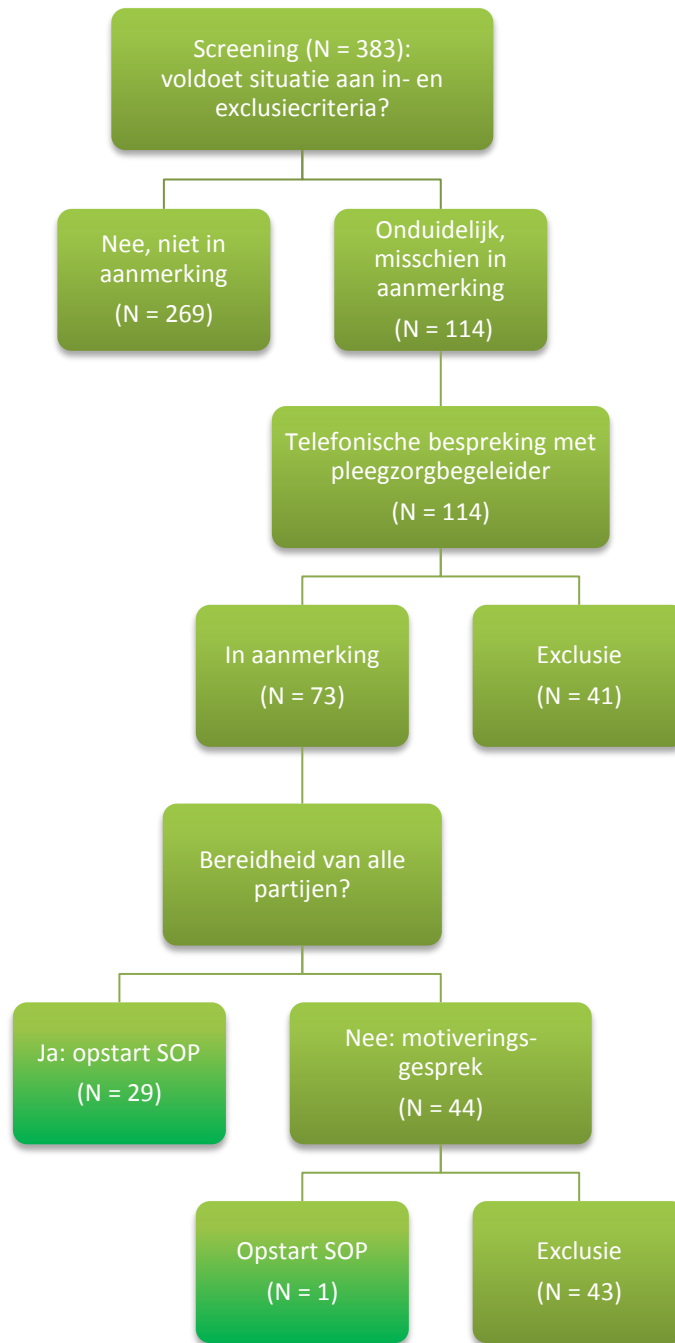 Screening (N = 383):
voldoet situatie aan in- en
exclusiecriteria?
Nee, niet in
aanmerking
(N = 269)
Onduidelijk,
misschien in
aanmerking
(N = 114)
Telefonische bespreking met
pleegzorgbegeleider
(N = 114)
In aanmerking
(N = 73)
Exclusie
(N = 41)
Bereidheid van alle
partijen?
Ja: opstart SOP
(N = 29)
Nee: motiverings-
gesprek
(N = 44)
Opstart SOP
(N = 1)
Exclusie
(N = 43)